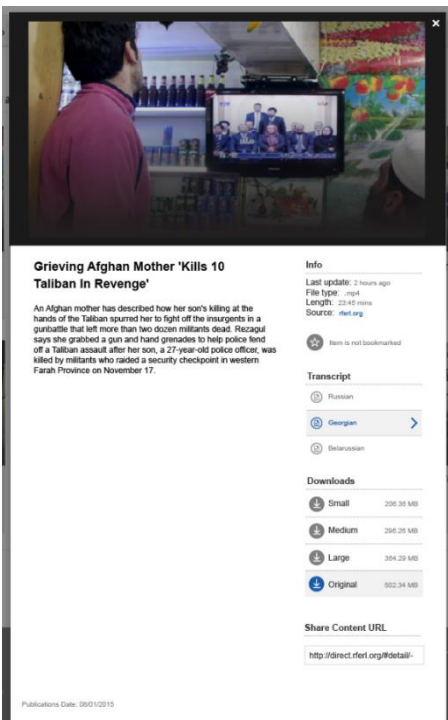 Grieving Afghan Mother 'Kills 10
Taliban In Revenge'
An Afghan mother has described how her son's killing at the
hands of the Taliban spurred her to fight off the insurgents in a
gunbattle that left more than two dozen militants dead. Rezagul
says she grabbed a gun and hand grenades to help police fend
off a Taliban assault after her son, a 27-year-old police officer, was
killed by militants who raided a security checkpoint in western
Farah Province on November 17.
Info
Last update: 2 hours ago
File type: .mp4
Length: 23:45 mins
Source: rferl.org
Item is not bookmarked
Transcript
Russian
Georgian
Belarussian
Downloads
Small 206.36 MB
Medium 296.26 MB
Large 364.29 MB
Original 502.34 MB
Share Content URL
http://direct.rferl.org/#detail/-
Publications Date: 08/01/2015